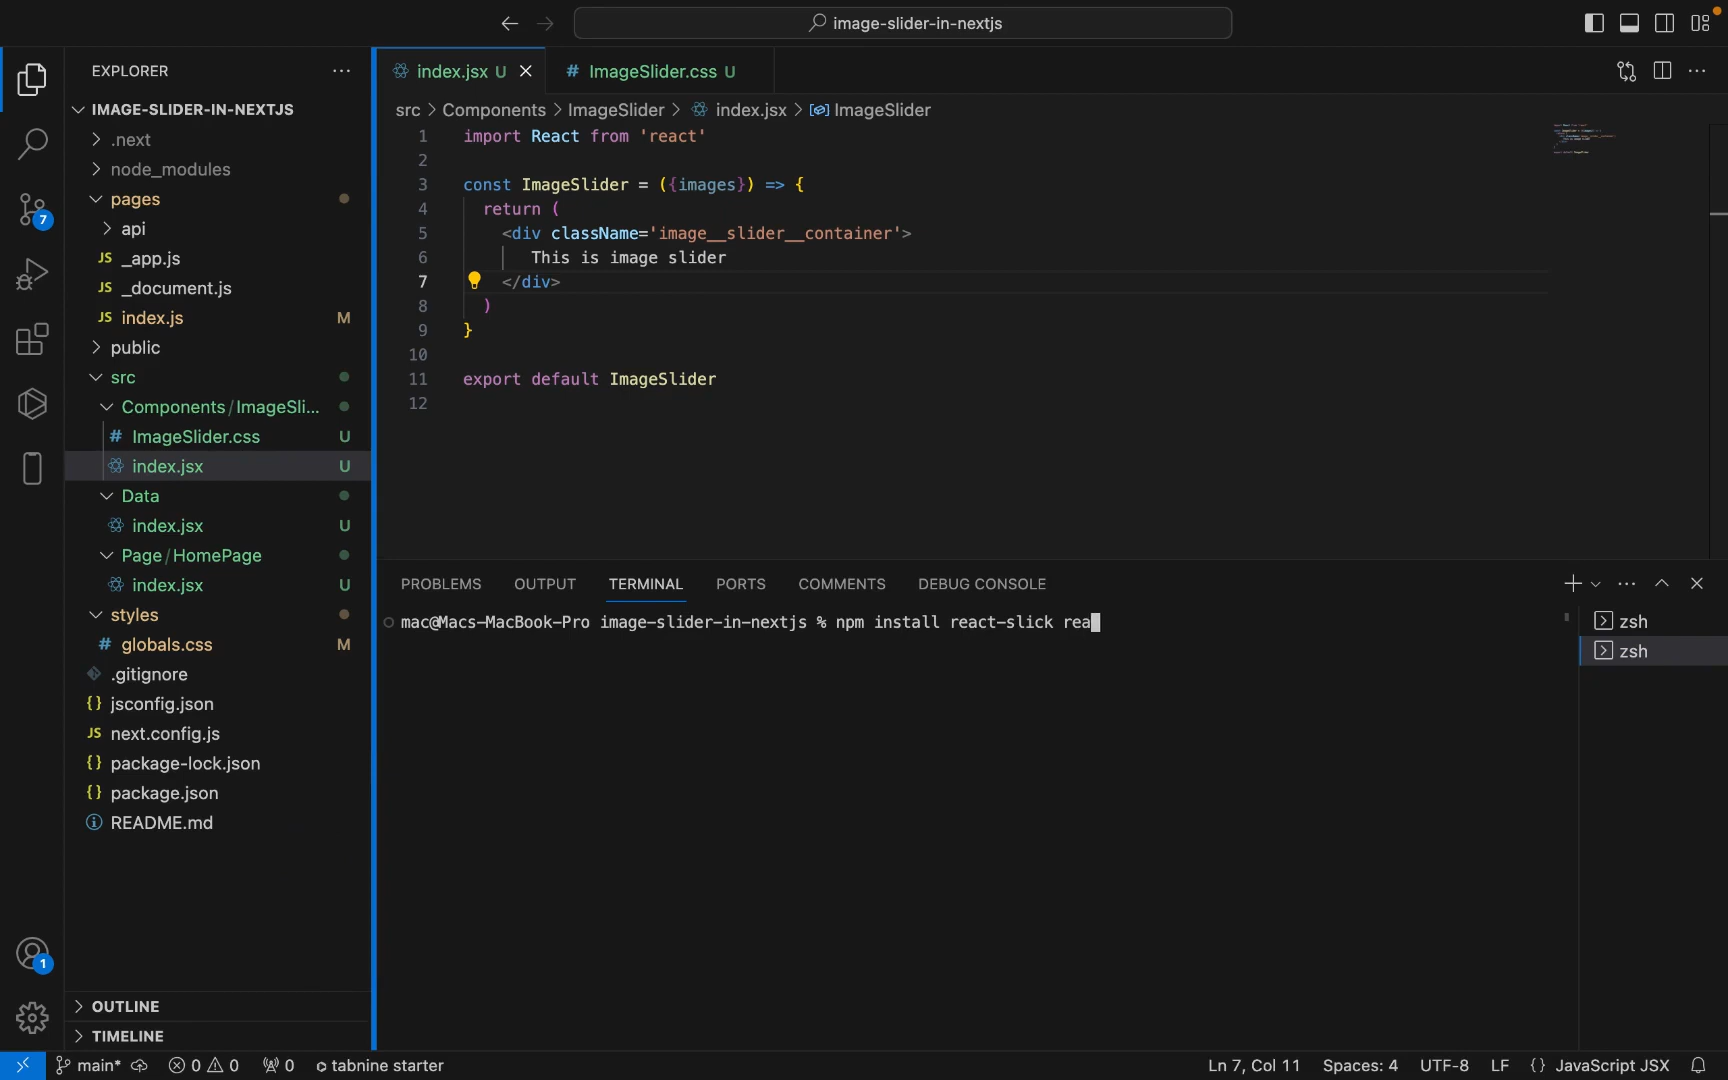 image-slider-in-nextjs
EXPLORER
IMAGE-SLIDER-IN-NEXTJS
.next
node_modules
pages
api
JS _app.js
JS _document.js
JS index.js M
public
src
Components/ImageSli...
# ImageSlider.css U
index.jsx U
Data
index.jsx U
Page/HomePage
index.jsx U
styles
# globals.css M
.gitignore
{} jsconfig.json
JS next.config.js
{} package-lock.json
{} package.json
README.md
OUTLINE
TIMELINE
7
1
index.jsx U
# ImageSlider.css U
src > Components > ImageSlider > index.jsx > ImageSlider
1 import React from 'react'
2
3 const ImageSlider = ({images}) => {
4 return (
5 <div className='image__slider__container'>
6 This is image slider
7 </div>
8 )
9 }
10
11 export default ImageSlider
12
PROBLEMS OUTPUT TERMINAL PORTS COMMENTS DEBUG CONSOLE
mac@Macs-MacBook-Pro image-slider-in-nextjs % npm install react-slick rea
zsh
zsh
main* 0 0 0 tabnine starter
Ln 7, Col 11 Spaces: 4 UTF-8 LF {} JavaScript JSX